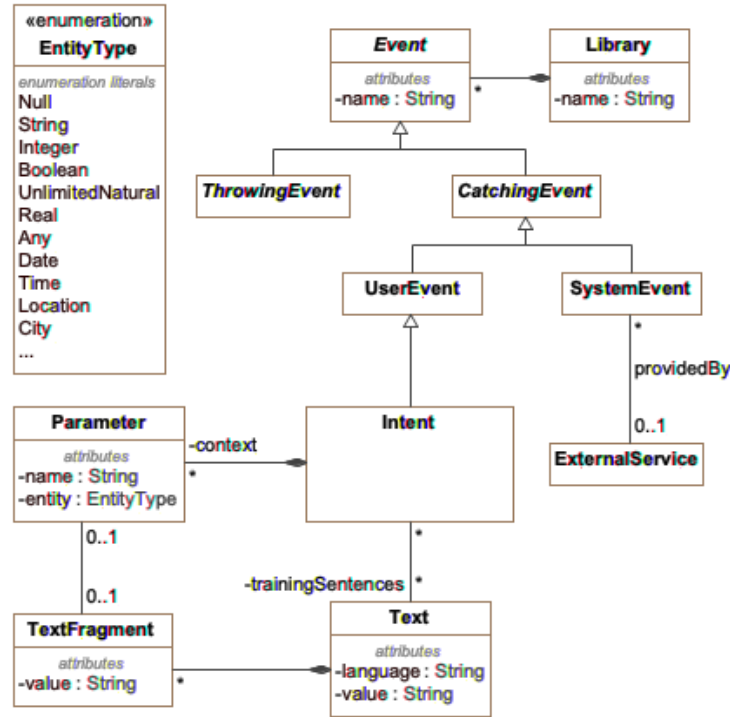 «enumeration»
EntityType
enumeration literals
Null
String
Integer
Boolean
UnlimitedNatural
Real
Any
Date
Time
Location
City
...
Event
attributes
-name : String
*
Library
attributes
-name : String
ThrowingEvent
CatchingEvent
UserEvent
SystemEvent
*
providedBy
0..1
ExternalService
Parameter
attributes
-name : String
-entity : EntityType
-context
*
Intent
0..1
0..1
*
-trainingSentences
*
TextFragment
attributes
-value : String
*
Text
attributes
-language : String
-value : String